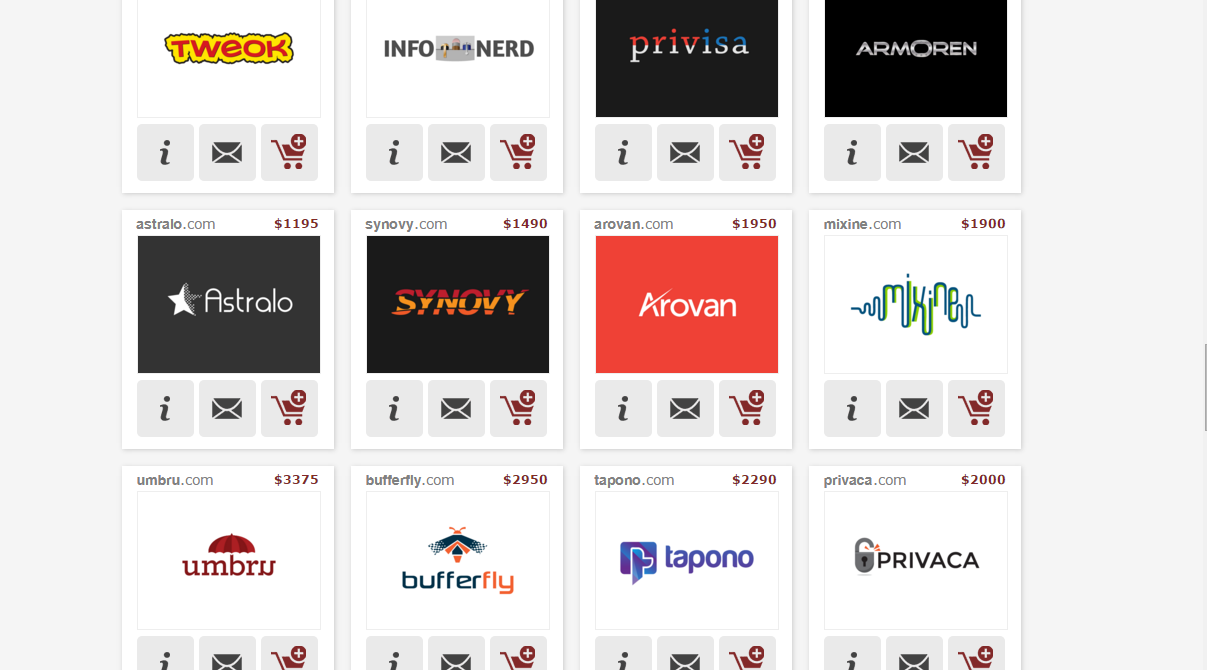 TWEOK
INFO NERD
privisa
ARMOREN
i i i i
astralo.com $1195
synovy.com $1490
arovan.com $1950
mixine.com $1900
Astralo
SYNOVY
Arovan
mixine
i i i i
umbru.com $3375
bufferfly.com $2950
tapono.com $2290
privaca.com $2000
umbru
bufferfly
tapono
PRIVACA
i i i i